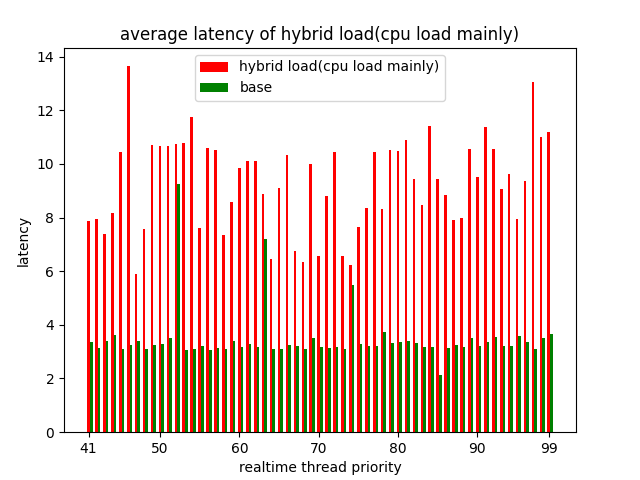 average latency of hybrid load(cpu load mainly)
hybrid load(cpu load mainly)
base
14
12
10
8
6
4
2
0
latency
41 50 60 70 80 90 99
realtime thread priority